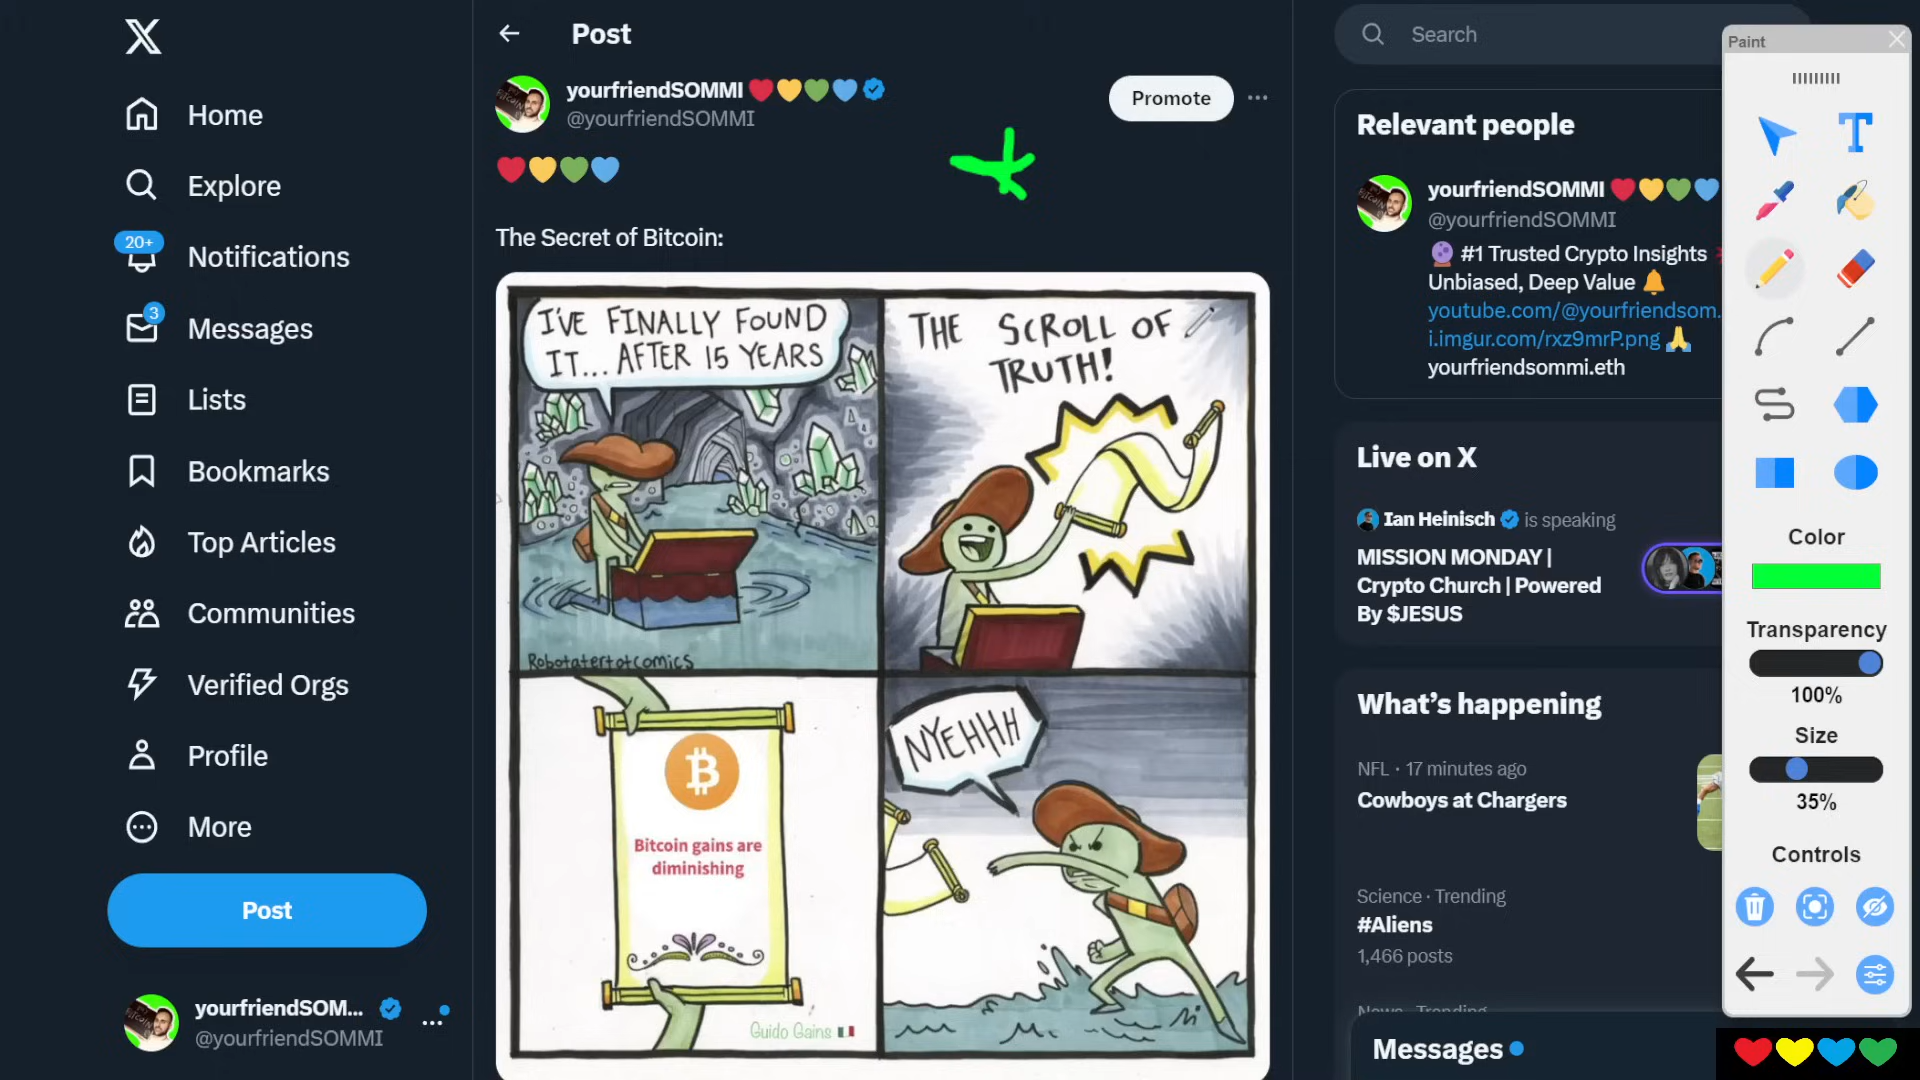 Home
Explore
20+
Notifications
3
Messages
Lists
Bookmarks
Top Articles
Communities
Verified Orgs
Profile
More
Post
yourfriendSOM...
@yourfriendSOMMI
Post
yourfriendSOMMI
@yourfriendSOMMI
Promote
The Secret of Bitcoin:
I'VE FINALLY FOUND
IT... AFTER 15 YEARS
Robotatertotcomics
THE SCROLL OF
TRUTH!
Bitcoin gains are
diminishing
Guido Gains
NYEHHH
Search
Relevant people
yourfriendSOMMI
@yourfriendSOMMI
#1 Trusted Crypto Insights
Unbiased, Deep Value
youtube.com/@yourfriendsom.
i.imgur.com/rxz9mrP.png
yourfriendsommi.eth
Live on X
Ian Heinisch is speaking
MISSION MONDAY |
Crypto Church | Powered
By $JESUS
What's happening
NFL · 17 minutes ago
Cowboys at Chargers
Science · Trending
#Aliens
1,466 posts
News · Trending
Messages
Paint
Color
Transparency
100%
Size
35%
Controls